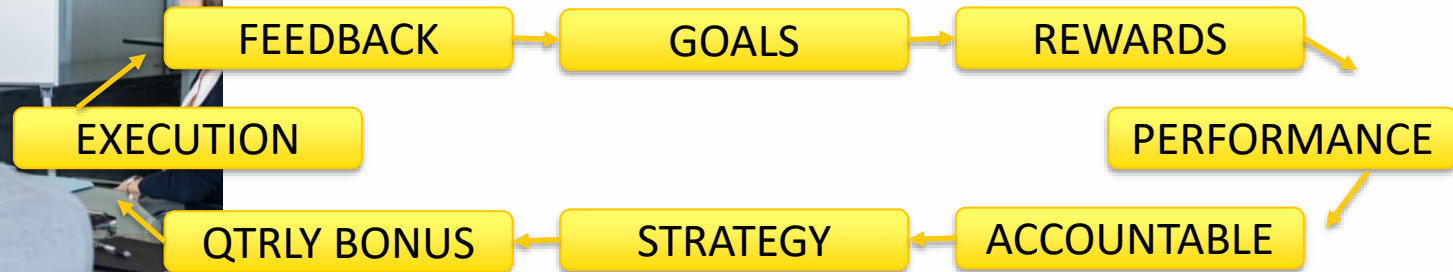 FEEDBACK GOALS REWARDS
EXECUTION PERFORMANCE
QTRLY BONUS STRATEGY ACCOUNTABLE